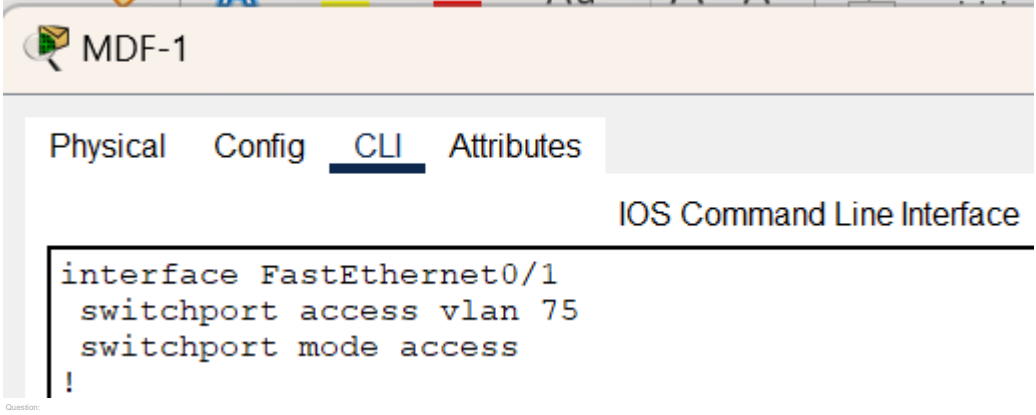 MDF-1
Physical Config CLI Attributes
IOS Command Line Interface
interface FastEthernet0/1
switchport access vlan 75
switchport mode access
!
Question: